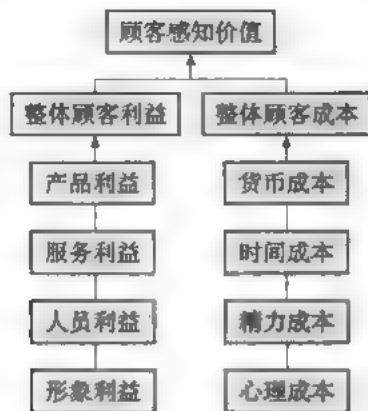 顾客感知价值
整体顾客利益 整体顾客成本
产品利益 货币成本
服务利益 时间成本
人员利益 精力成本
形象利益 心理成本